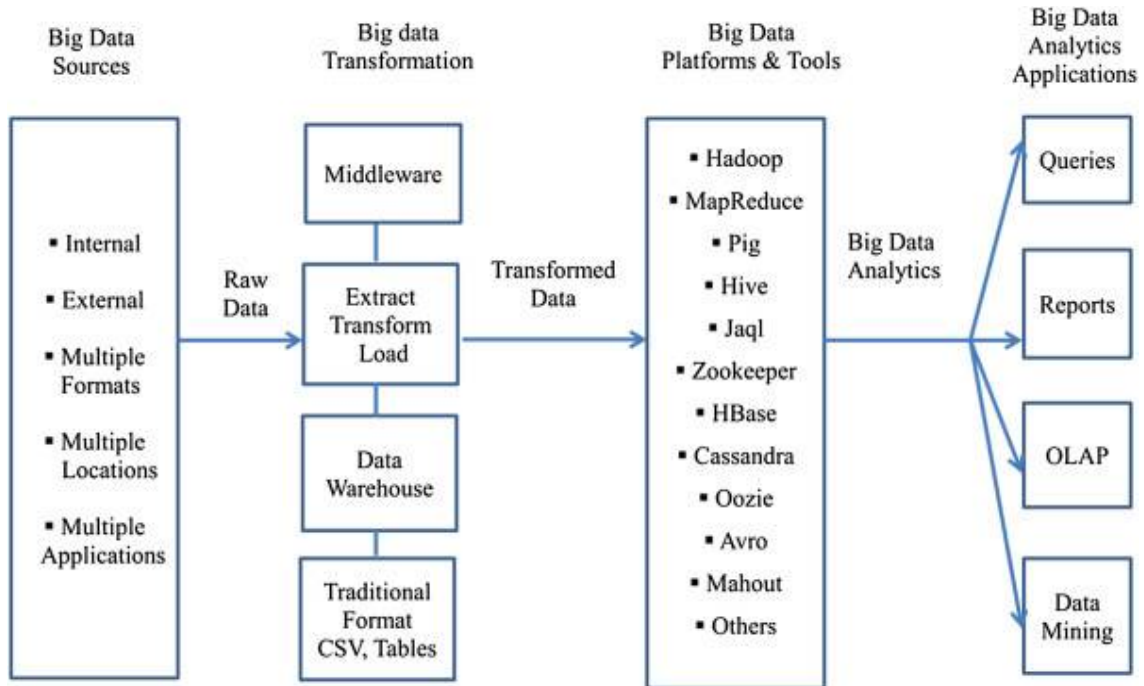 Big Data
Sources
Big data
Transformation
Big Data
Platforms & Tools
Big Data
Analytics
Applications
▪ Internal
▪ External
▪ Multiple
Formats
▪ Multiple
Locations
▪ Multiple
Applications
Raw
Data
Middleware
Extract
Transform
Load
Data
Warehouse
Traditional
Format
CSV, Tables
Transformed
Data
▪ Hadoop
▪ MapReduce
▪ Pig
▪ Hive
▪ Jaql
▪ Zookeeper
▪ HBase
▪ Cassandra
▪ Oozie
▪ Avro
▪ Mahout
▪ Others
Big Data
Analytics
Queries
Reports
OLAP
Data
Mining